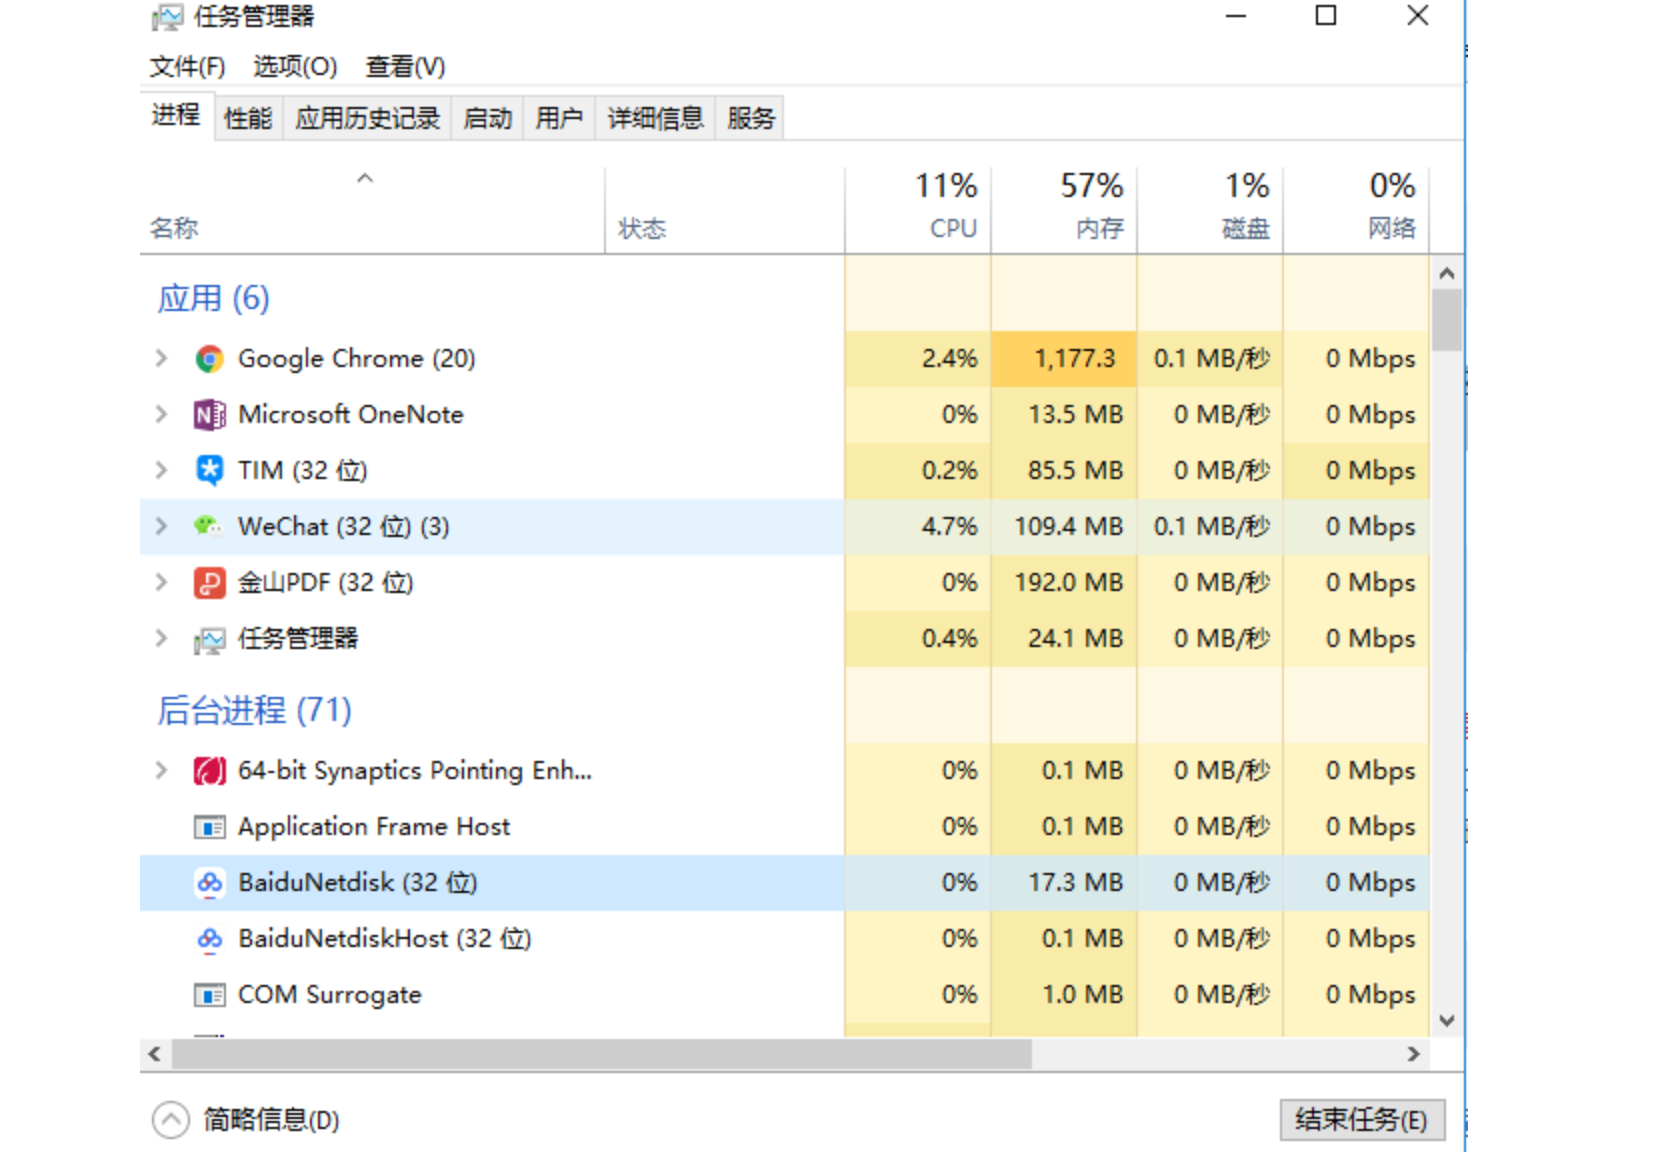 任务管理器
文件(F) 选项(O) 查看(V)
进程 性能 应用历史记录 启动 用户 详细信息 服务
11% 57% 1% 0%
名称 状态 CPU 内存 磁盘 网络
应用 (6)
Google Chrome (20) 2.4% 1,177.3 0.1 MB/秒 0 Mbps
Microsoft OneNote 0% 13.5 MB 0 MB/秒 0 Mbps
TIM (32 位) 0.2% 85.5 MB 0 MB/秒 0 Mbps
WeChat (32 位) (3) 4.7% 109.4 MB 0.1 MB/秒 0 Mbps
金山PDF (32 位) 0% 192.0 MB 0 MB/秒 0 Mbps
任务管理器 0.4% 24.1 MB 0 MB/秒 0 Mbps
后台进程 (71)
64-bit Synaptics Pointing Enh... 0% 0.1 MB 0 MB/秒 0 Mbps
Application Frame Host 0% 0.1 MB 0 MB/秒 0 Mbps
BaiduNetdisk (32 位) 0% 17.3 MB 0 MB/秒 0 Mbps
BaiduNetdiskHost (32 位) 0% 0.1 MB 0 MB/秒 0 Mbps
COM Surrogate 0% 1.0 MB 0 MB/秒 0 Mbps
简略信息(D) 结束任务(E)